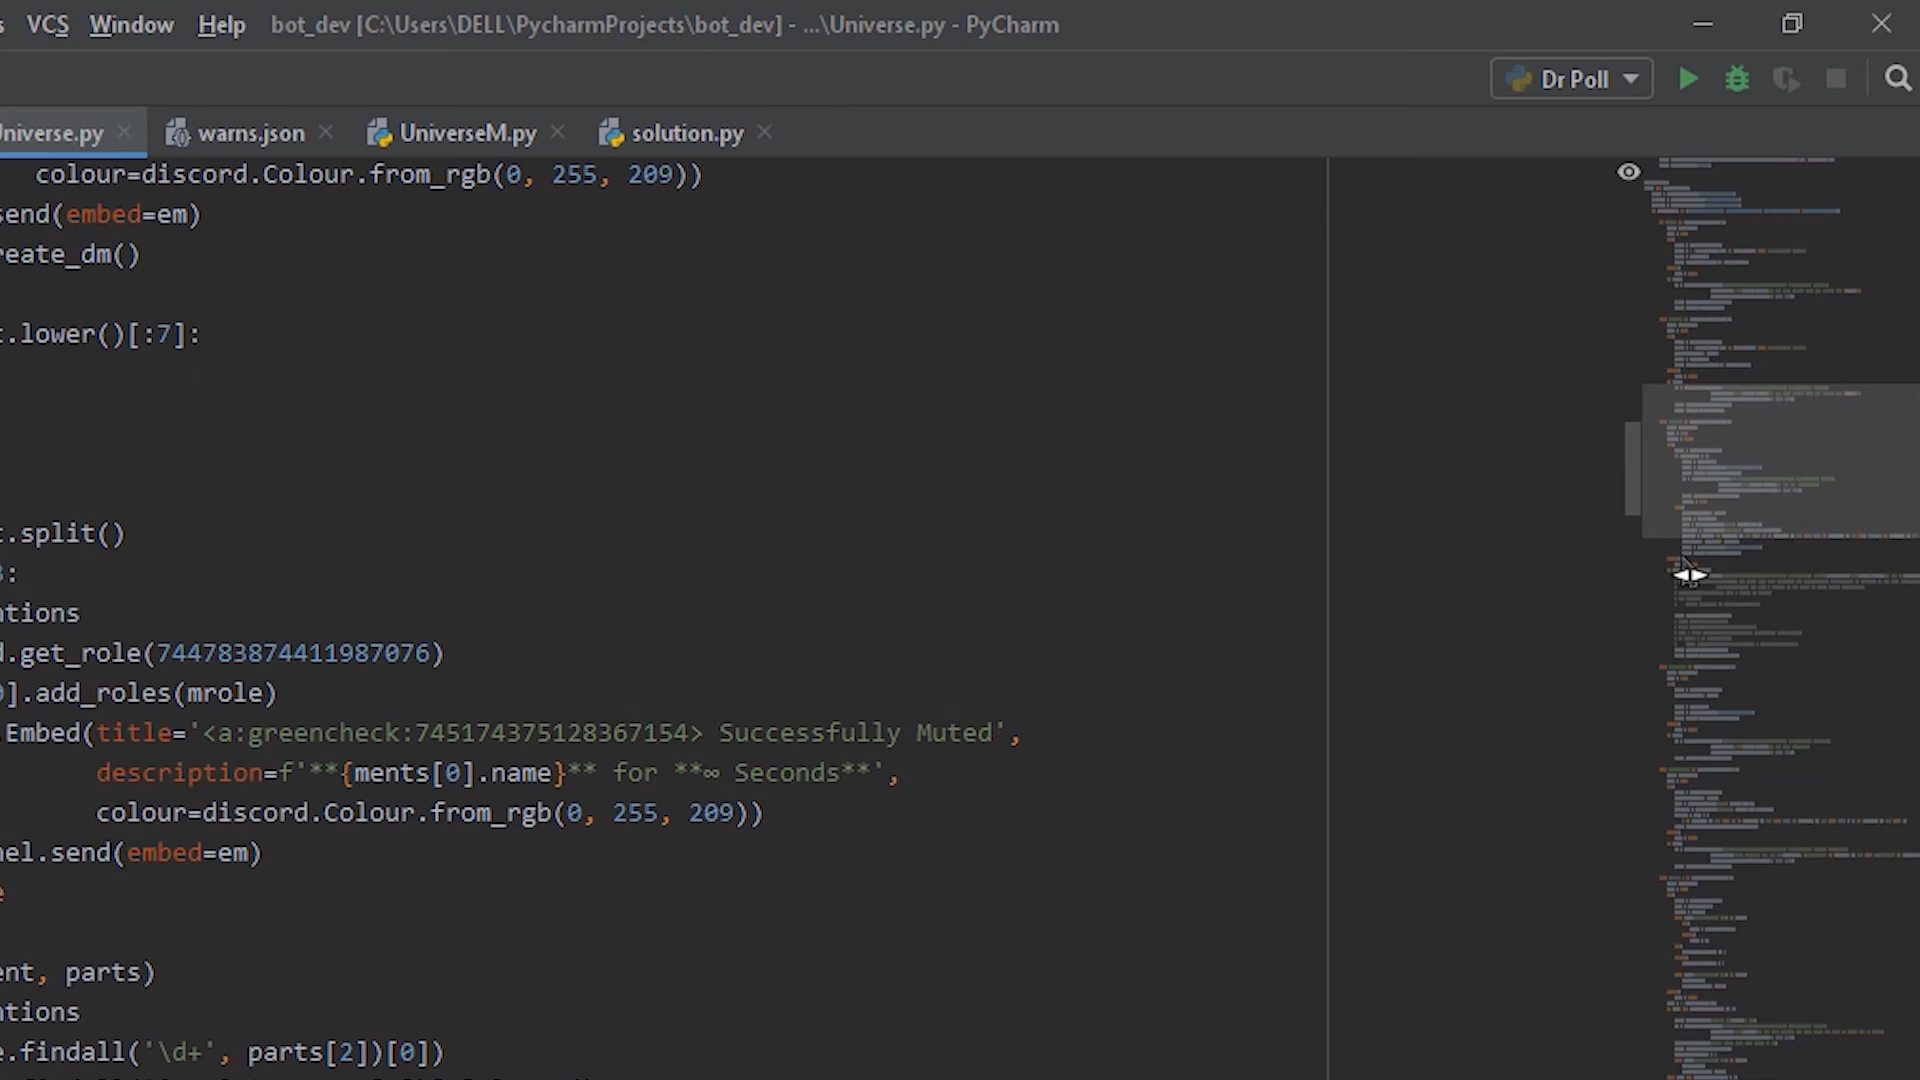 VCS Window Help bot_dev [C:\Users\DELL\PycharmProjects\bot_dev] - ...\Universe.py - PyCharm
Dr Poll
niverse.py warns.json UniverseM.py solution.py
colour=discord.Colour.from_rgb(0, 255, 209))
send(embed=em)
reate_dm()
.lower()[:7]:
.split()
:
ntions
.get_role(744783874411987076)
].add_roles(mrole)
.Embed(title='<a:greencheck:745174375128367154> Successfully Muted',
description=f'**{ments[0].name}** for **∞ Seconds**',
colour=discord.Colour.from_rgb(0, 255, 209))
nel.send(embed=em)
e
ent, parts)
ntions
.findall('\d+', parts[2])[0])